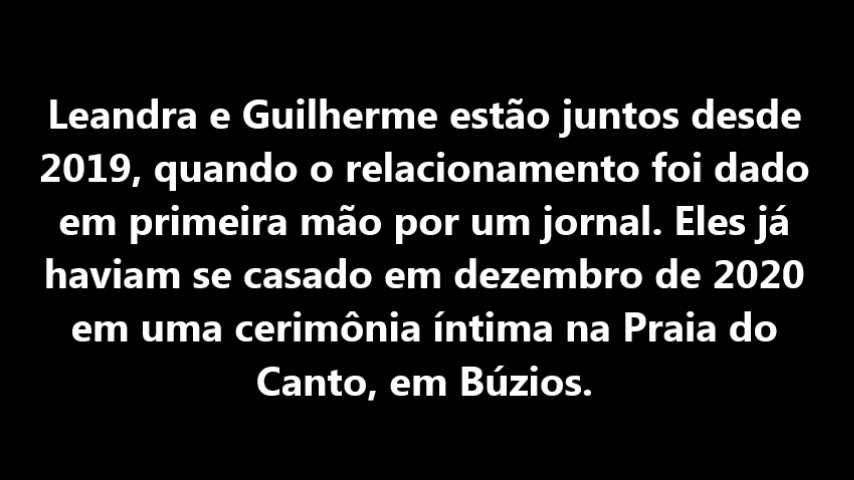 Leandra e Guilherme estão juntos desde
2019, quando o relacionamento foi dado
em primeira mão por um jornal. Eles já
haviam se casado em dezembro de 2020
em uma cerimônia íntima na Praia do
Canto, em Búzios.